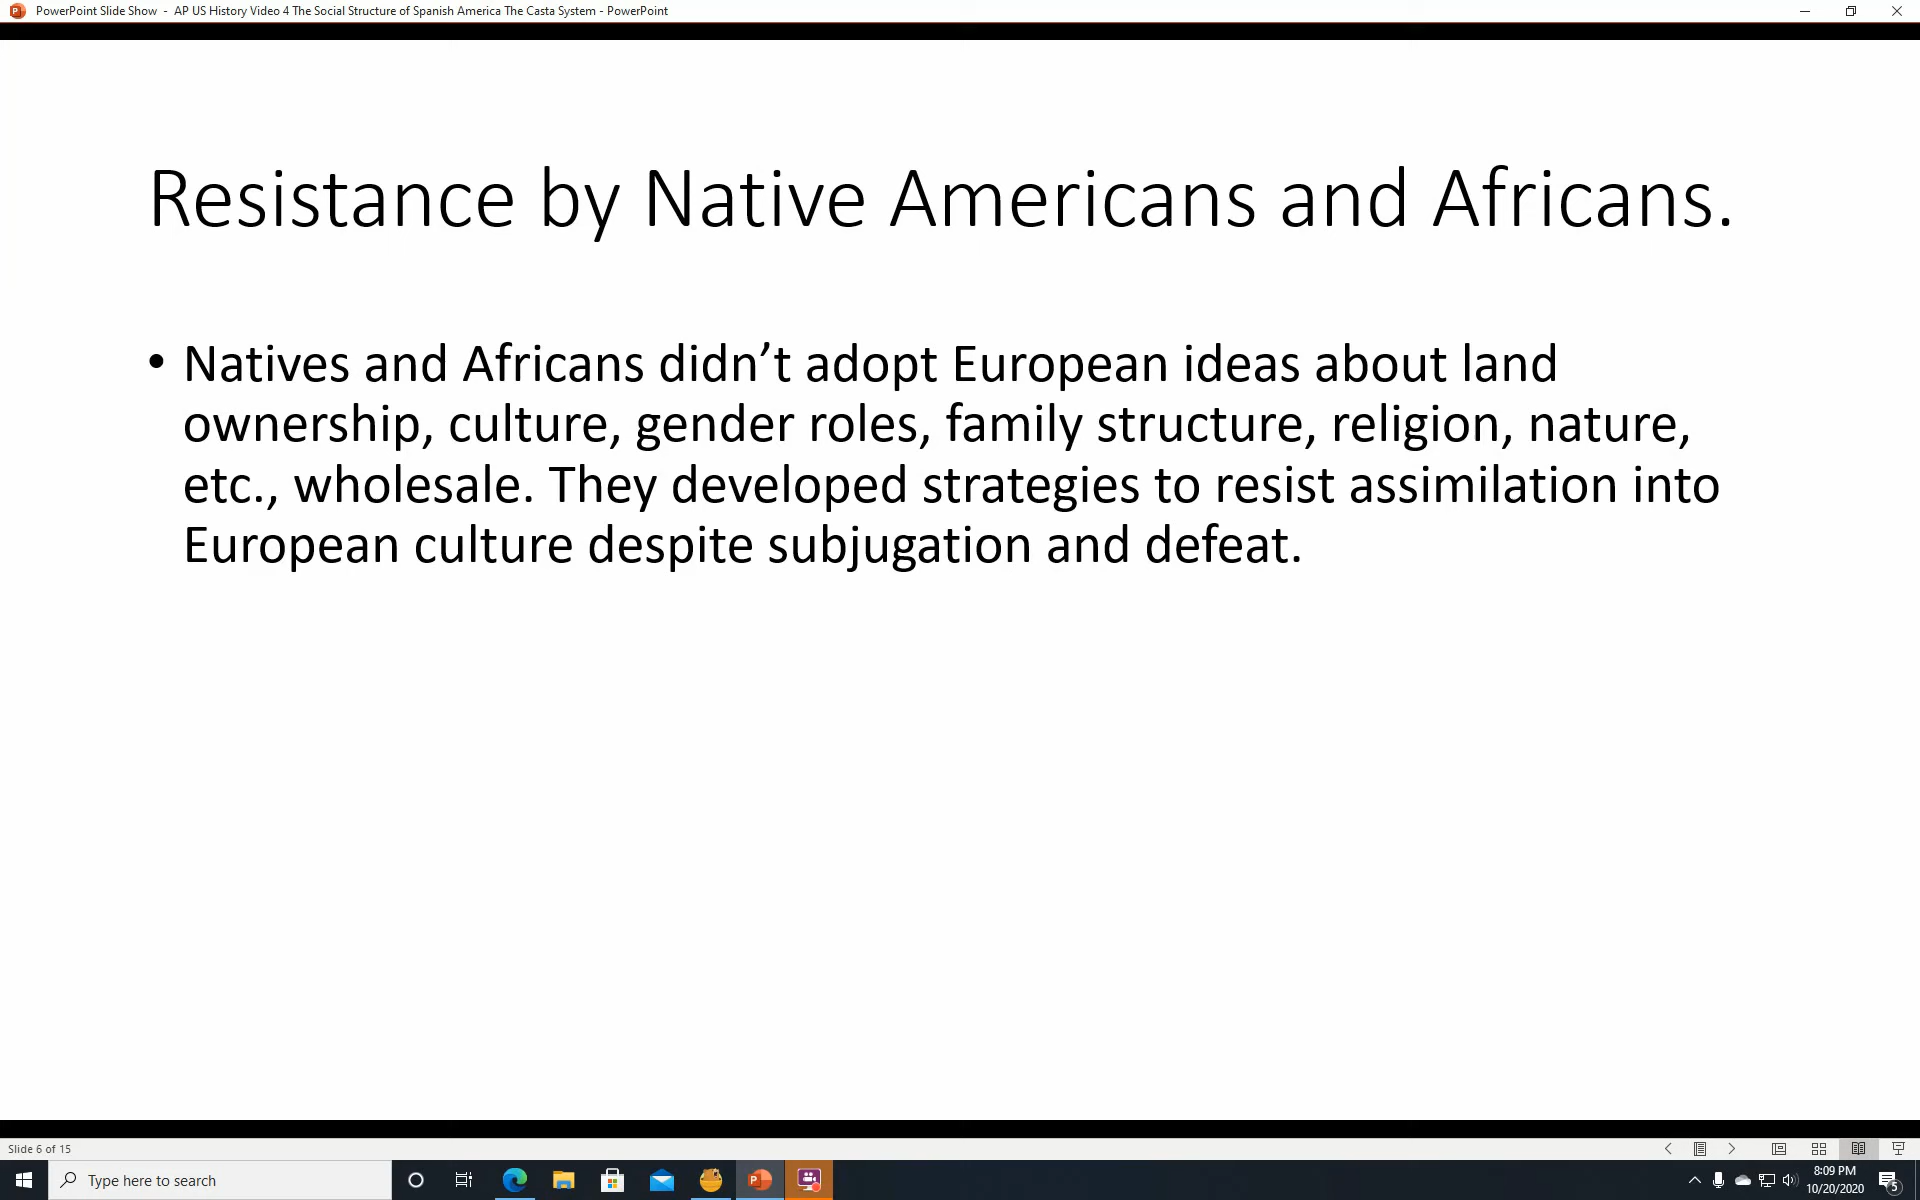 PowerPoint Slide Show - AP US History Video 4 The Social Structure of Spanish America The Casta System - PowerPoint
Resistance by Native Americans and Africans.
• Natives and Africans didn’t adopt European ideas about land
ownership, culture, gender roles, family structure, religion, nature,
etc., wholesale. They developed strategies to resist assimilation into
European culture despite subjugation and defeat.
Slide 6 of 15
Type here to search
8:09 PM
10/20/2020
5